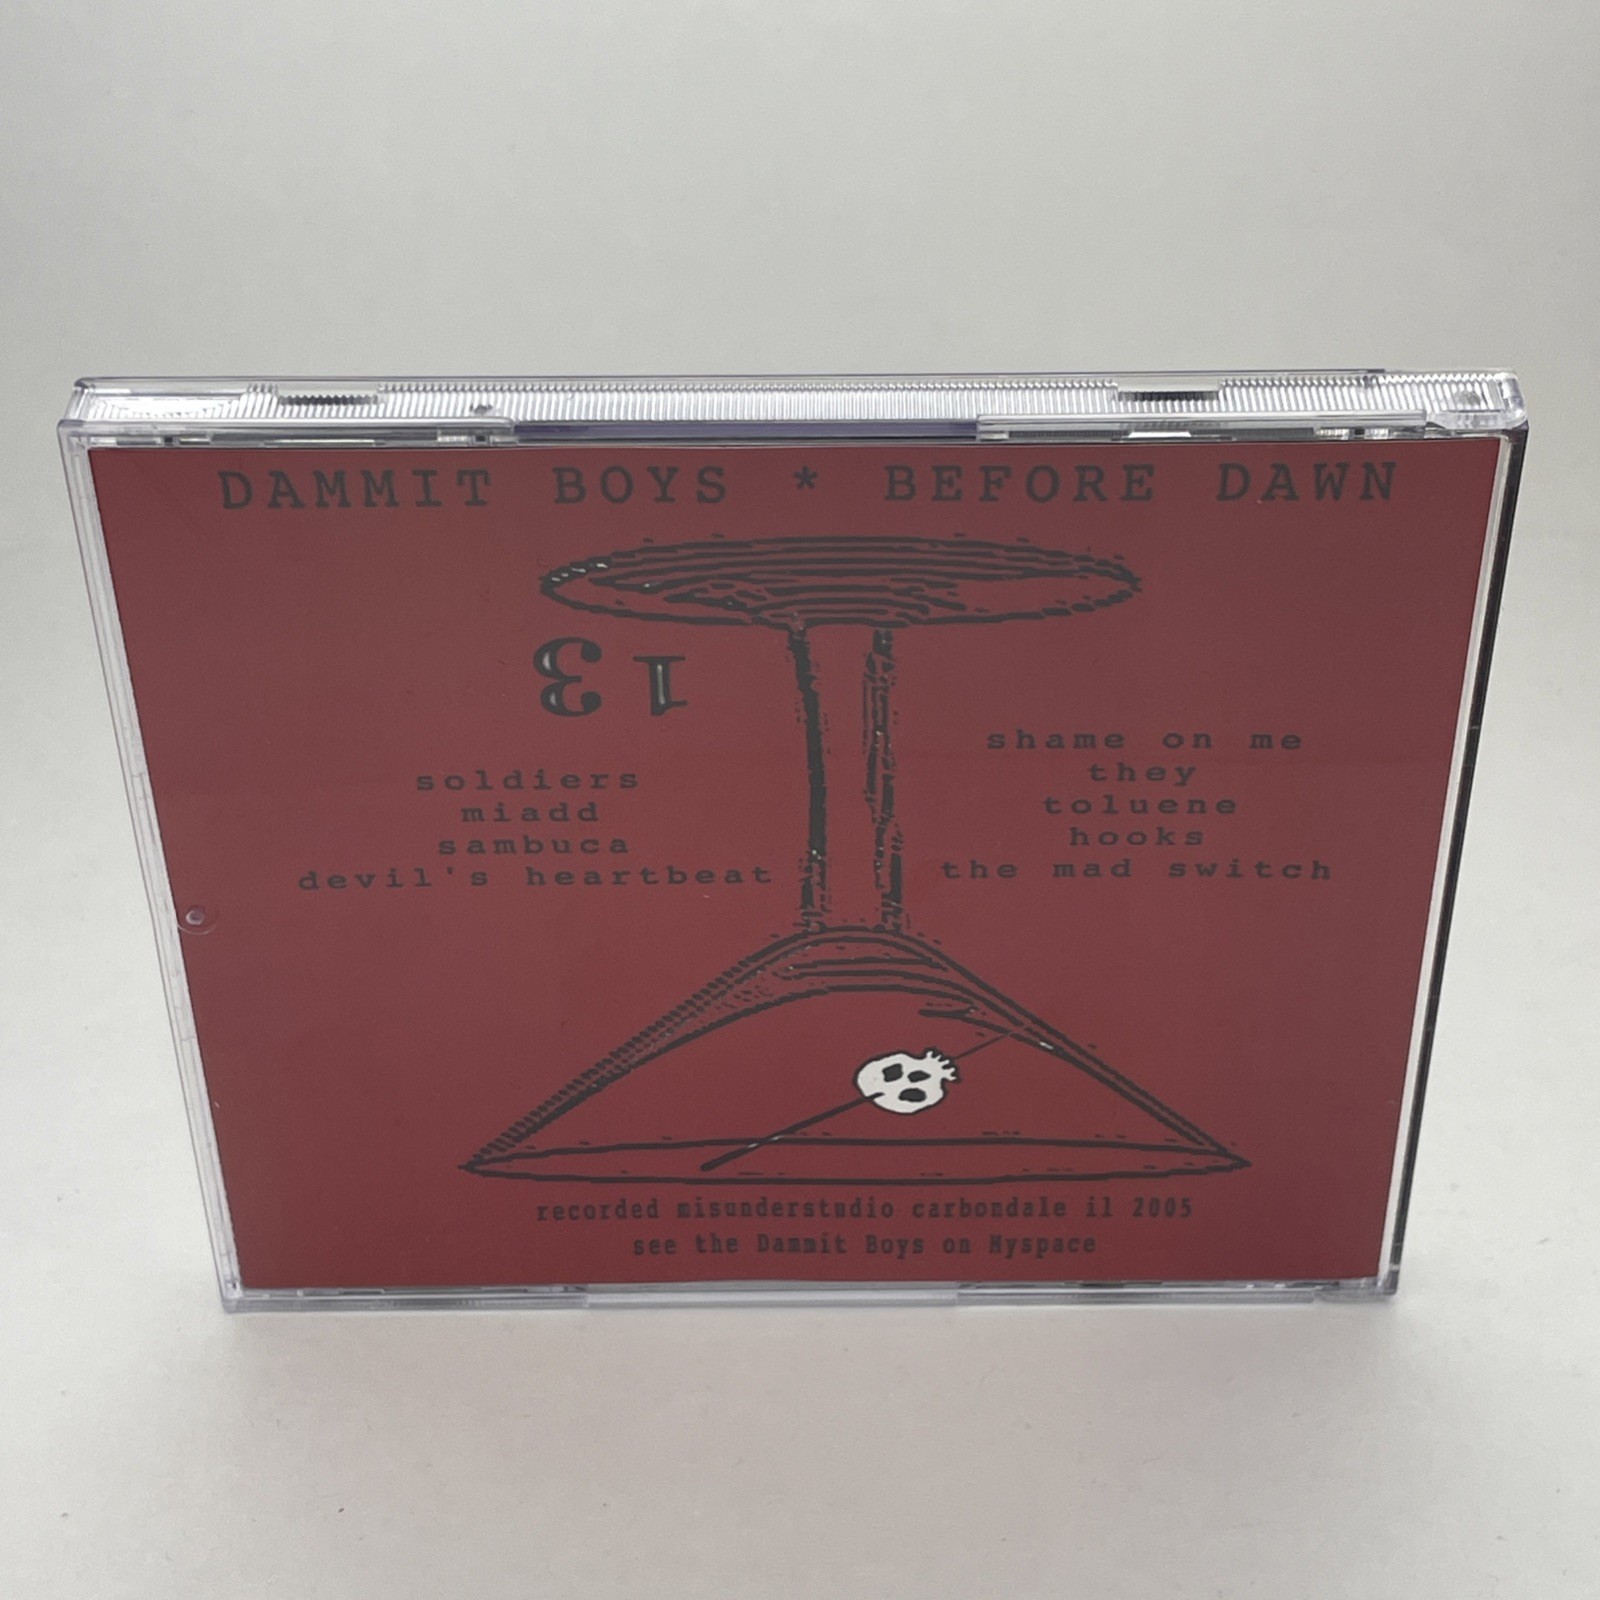 DAMMIT BOYS * BEFORE DAWN
13
soldiers
miadd
sambuca
devil's heartbeat
shame on me
they
toluene
hooks
the mad switch
recorded misunderstudio carbondale il 2005
see the Dammit Boys on Myspace